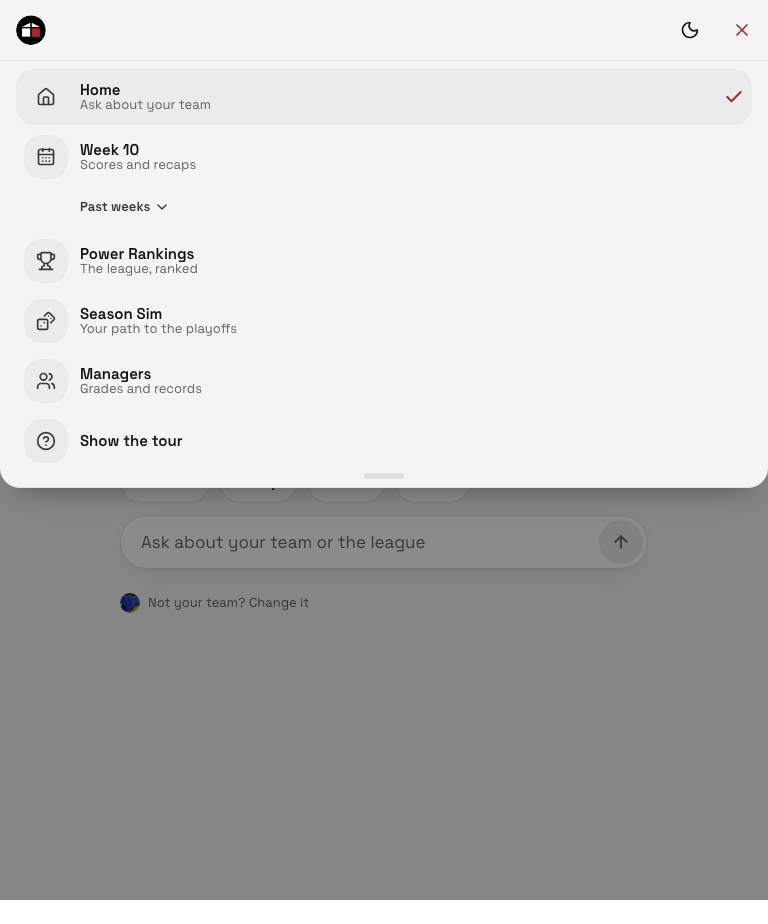 Home
Ask about your team
Week 10
Scores and recaps
Past weeks
Power Rankings
The league, ranked
Season Sim
Your path to the playoffs
Managers
Grades and records
Show the tour
Ask about your team or the league
Not your team? Change it